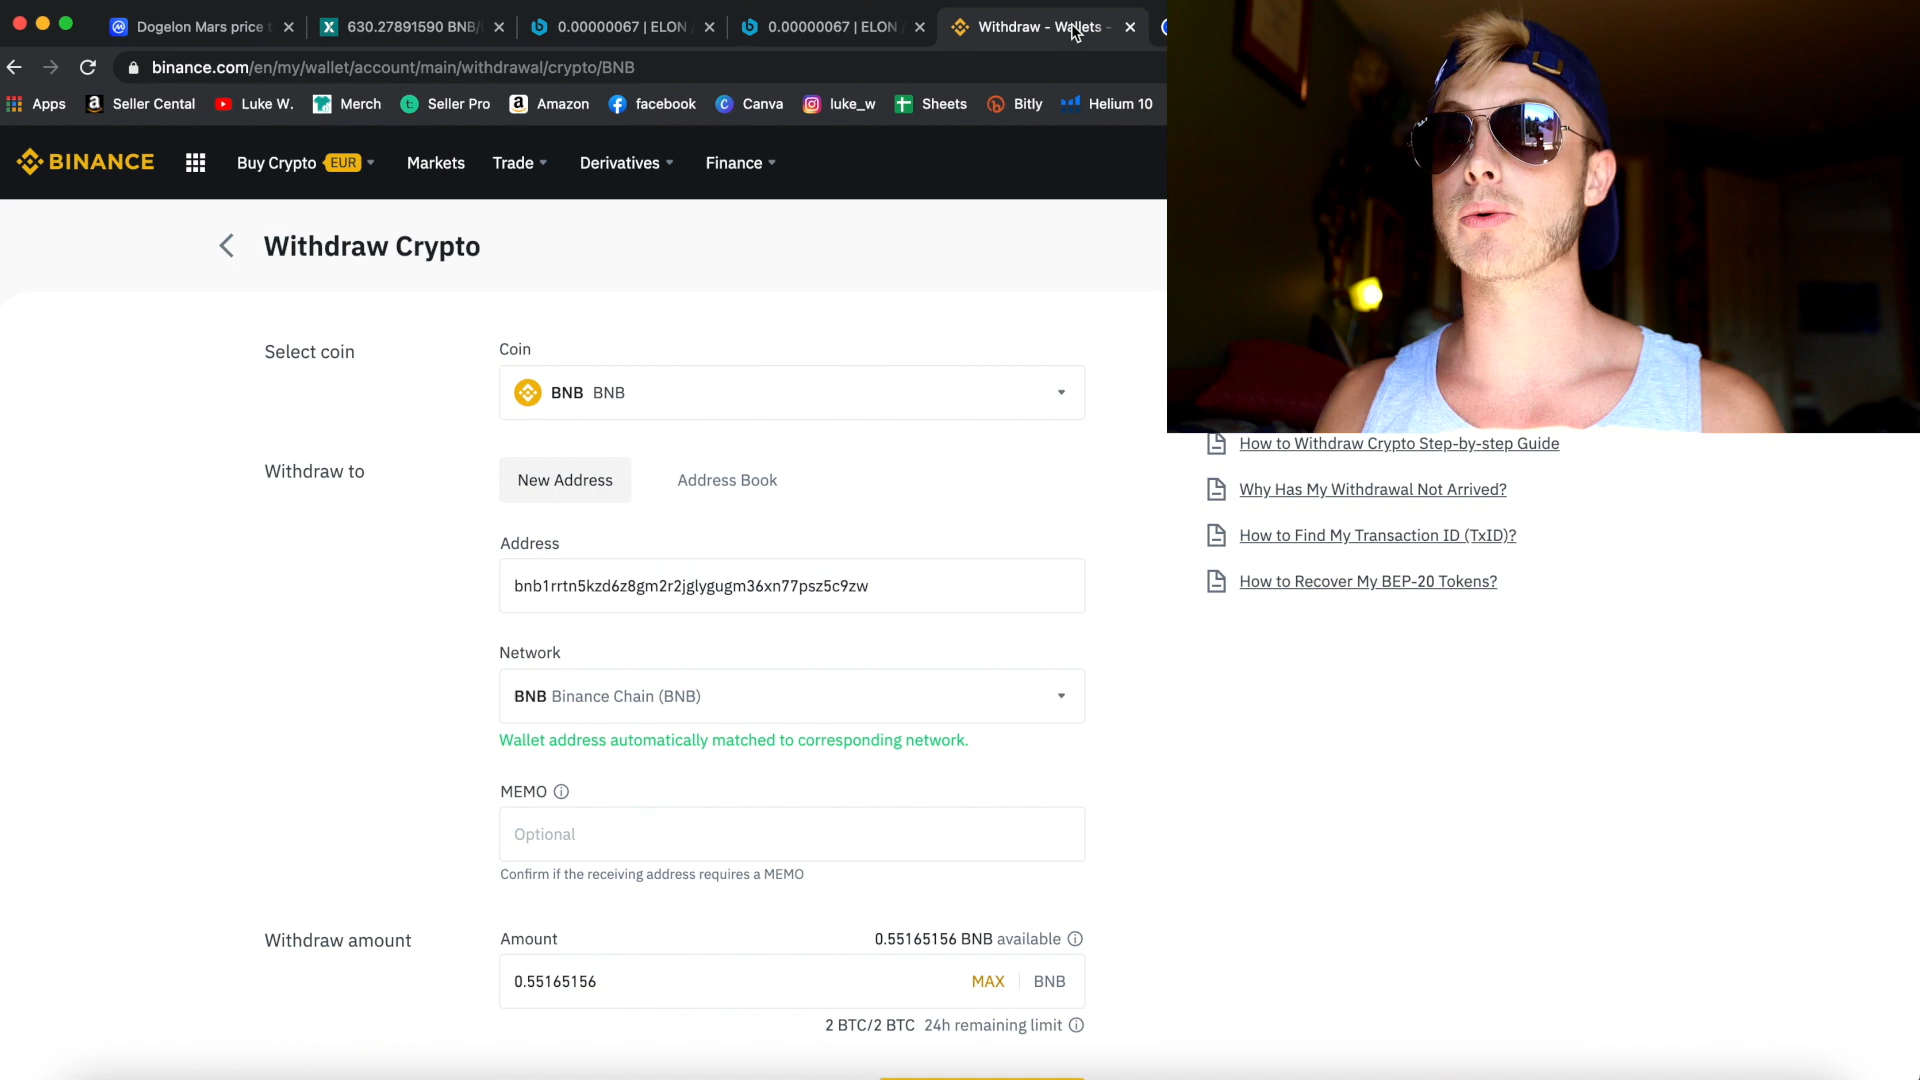 Dogelon Mars price t
630.27891590 BNB/
0.00000067 | ELON
0.00000067 | ELON
Withdraw - Wallets -
binance.com/en/my/wallet/account/main/withdrawal/crypto/BNB
Apps
Seller Cental
Luke W.
Merch
Seller Pro
Amazon
facebook
Canva
luke_w
Sheets
Bitly
Helium 10
BINANCE
Buy Crypto EUR
Markets
Trade
Derivatives
Finance
Withdraw Crypto
Select coin
Coin
BNB BNB
Withdraw to
New Address
Address Book
Address
bnb1rrtn5kzd6z8gm2r2jglygugm36xn77psz5c9zw
Network
BNB Binance Chain (BNB)
Wallet address automatically matched to corresponding network.
MEMO
Optional
Confirm if the receiving address requires a MEMO
Withdraw amount
Amount
0.55165156 BNB available
0.55165156
MAX
BNB
2 BTC/2 BTC 24h remaining limit
How to Withdraw Crypto Step-by-step Guide
Why Has My Withdrawal Not Arrived?
How to Find My Transaction ID (TxID)?
How to Recover My BEP-20 Tokens?